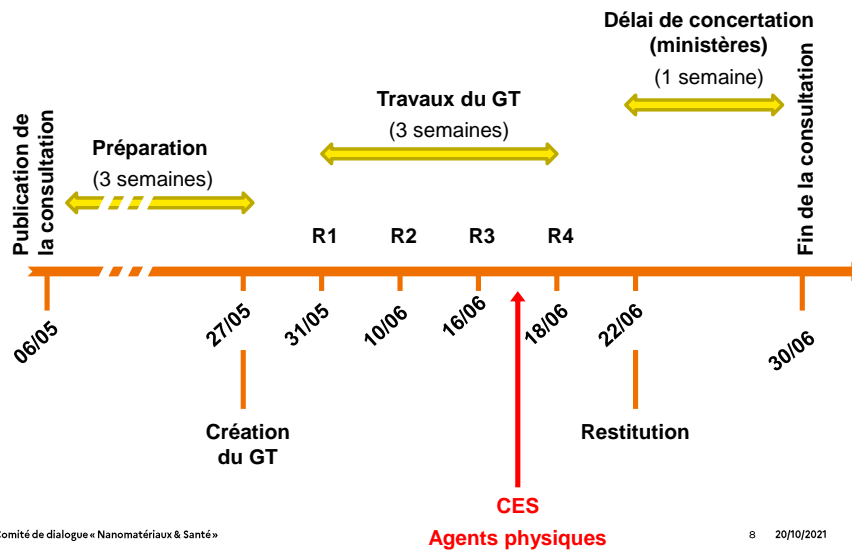 Délai de concertation
(ministères)
(1 semaine)
Travaux du GT
(3 semaines)
Préparation
(3 semaines)
Publication de
la consultation
Fin de la consultation
R1
R2
R3
R4
06/05
27/05
31/05
10/06
16/06
18/06
22/06
30/06
Création
du GT
Restitution
CES
Agents physiques
Comité de dialogue « Nanomatériaux & Santé »
8
20/10/2021